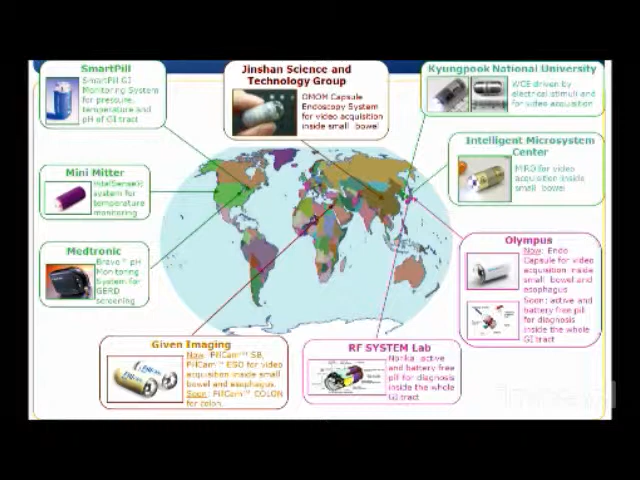 SmartPill
SmartPill GI
Monitoring System
for pressure,
temperature and
pH of GI tract
Jinshan Science and
Technology Group
OMOM Capsule
Endoscopy System
for video acquisition
inside small bowel
Kyungpook National University
WCE driven by
electrical stimuli and
for video acquisition
Mini Mitter
system for
temperature
monitoring
Intelligent Microsystem
Center
MIRO for video
acquisition inside
small bowel
Medtronic
Bravo™ pH
Monitoring
System for
GERD
screening
Olympus
Now: Endo
Capsule for video
acquisition inside
small bowel and
esophagus
Soon: active and
battery free pill
for diagnosis
inside the whole
GI tract
Given Imaging
Now: PillCam™ SB,
PillCam™ ESO for video
acquisition inside small
bowel and esophagus.
Soon: PillCam™ COLON
for colon.
RF SYSTEM Lab
Norika: active
and battery free
pill for diagnosis
inside the whole
GI tract